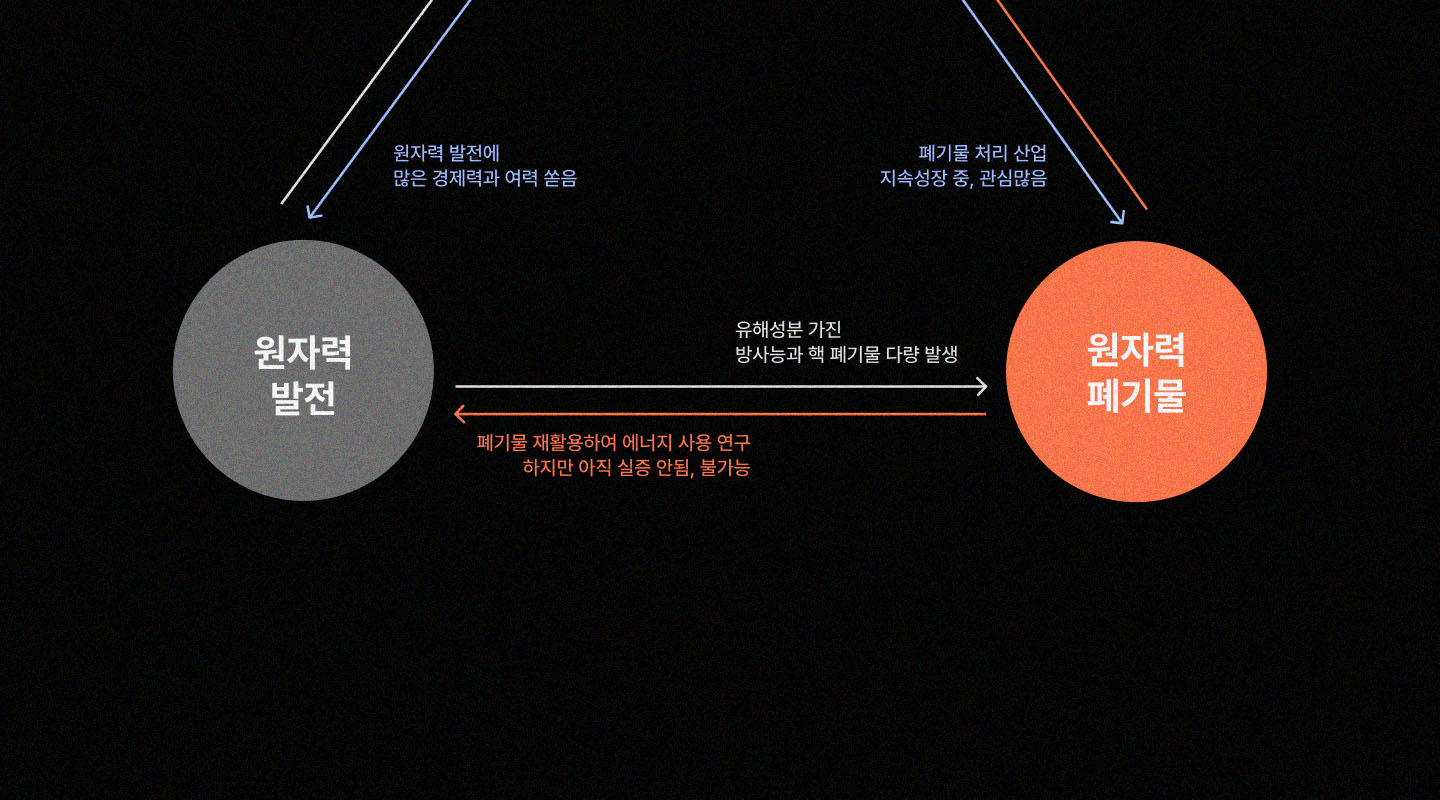 원자력 발전에
많은 경제력과 여력 쏟음
폐기물 처리 산업
지속성장 중, 관심많음
원자력
발전
유해성분 가진
방사능과 핵 폐기물 다량 발생
폐기물 재활용하여 에너지 사용 연구
하지만 아직 실증 안됨, 불가능
원자력
폐기물